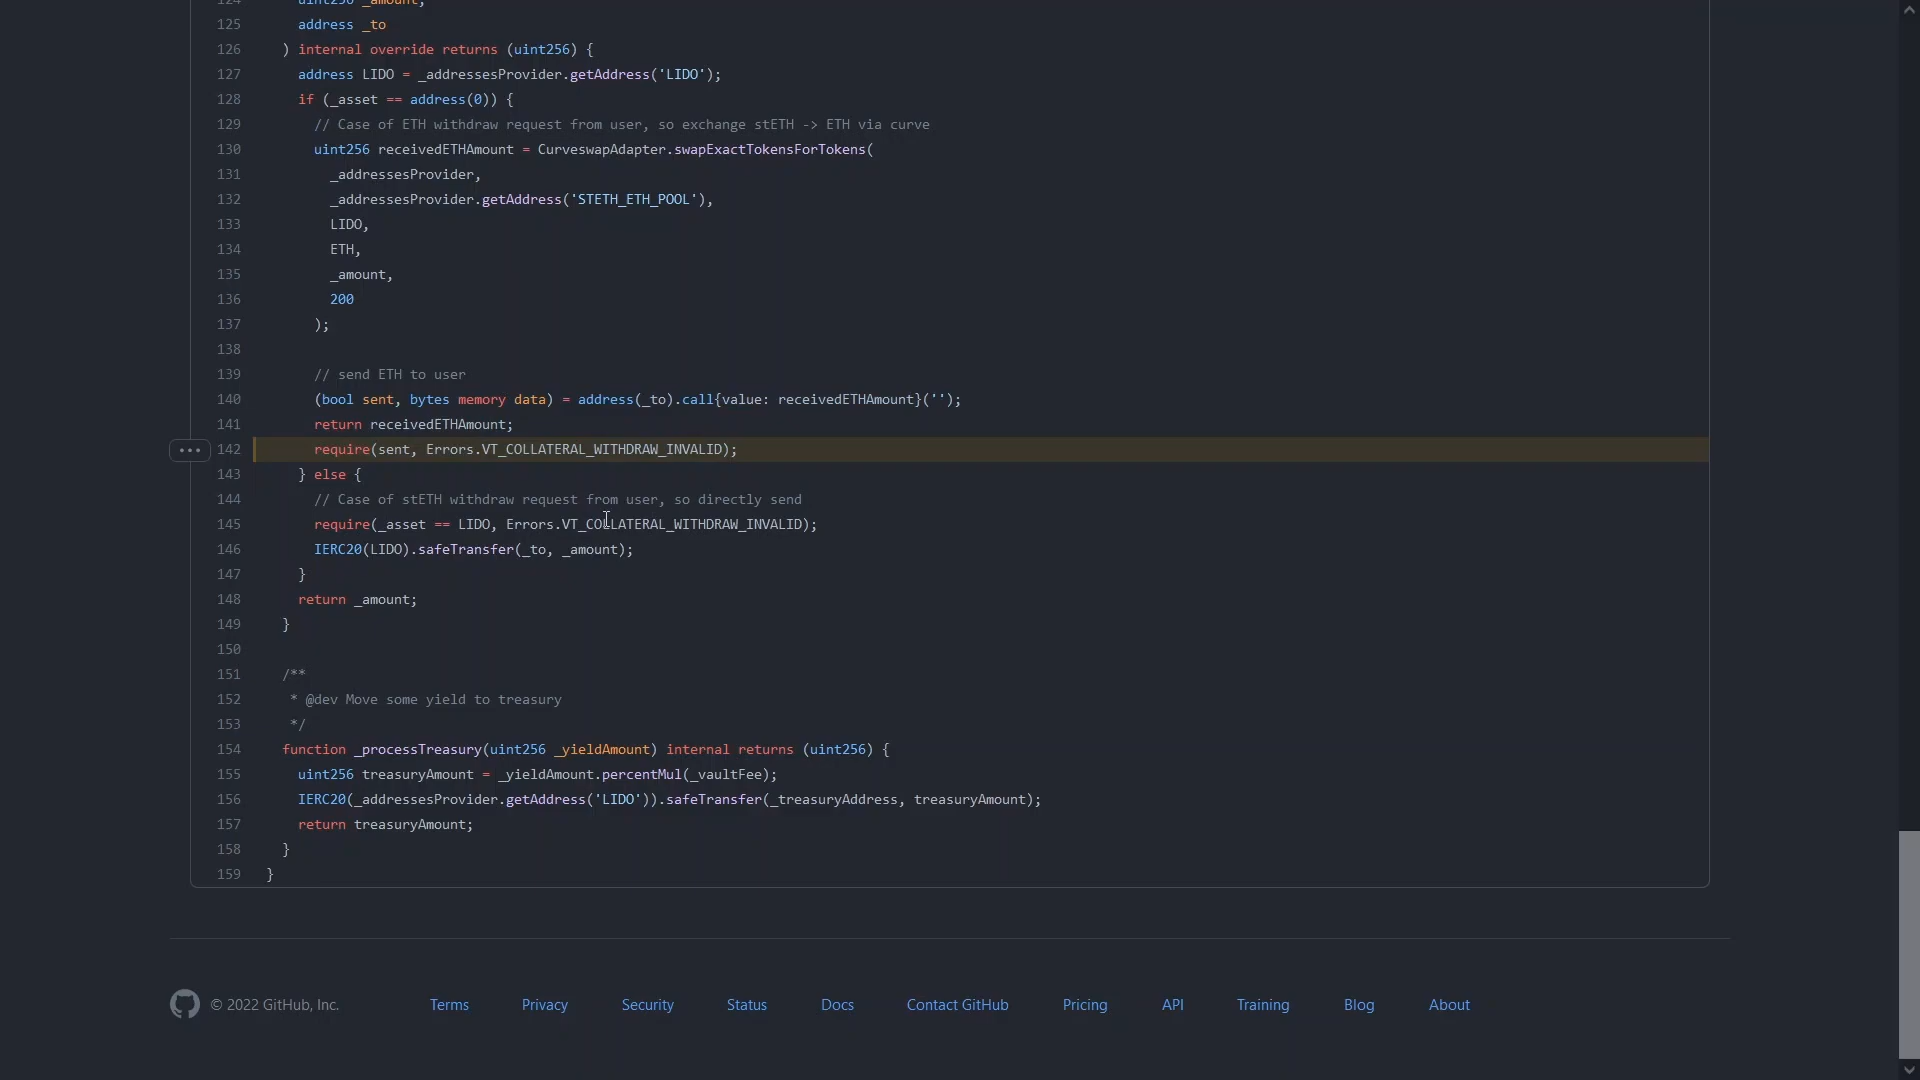 124 uint256 _amount,
125 address _to
126 ) internal override returns (uint256) {
127 address LIDO = _addressesProvider.getAddress('LIDO');
128 if (_asset == address(0)) {
129 // Case of ETH withdraw request from user, so exchange stETH -> ETH via curve
130 uint256 receivedETHAmount = CurveswapAdapter.swapExactTokensForTokens(
131 _addressesProvider,
132 _addressesProvider.getAddress('STETH_ETH_POOL'),
133 LIDO,
134 ETH,
135 _amount,
136 200
137 );
138
139 // send ETH to user
140 (bool sent, bytes memory data) = address(_to).call{value: receivedETHAmount}('');
141 return receivedETHAmount;
142 require(sent, Errors.VT_COLLATERAL_WITHDRAW_INVALID);
143 } else {
144 // Case of stETH withdraw request from user, so directly send
145 require(_asset == LIDO, Errors.VT_COLLATERAL_WITHDRAW_INVALID);
146 IERC20(LIDO).safeTransfer(_to, _amount);
147 }
148 return _amount;
149 }
150
151 /**
152 * @dev Move some yield to treasury
153 */
154 function _processTreasury(uint256 _yieldAmount) internal returns (uint256) {
155 uint256 treasuryAmount = _yieldAmount.percentMul(_vaultFee);
156 IERC20(_addressesProvider.getAddress('LIDO')).safeTransfer(_treasuryAddress, treasuryAmount);
157 return treasuryAmount;
158 }
159 }
© 2022 GitHub, Inc. Terms Privacy Security Status Docs Contact GitHub Pricing API Training Blog About